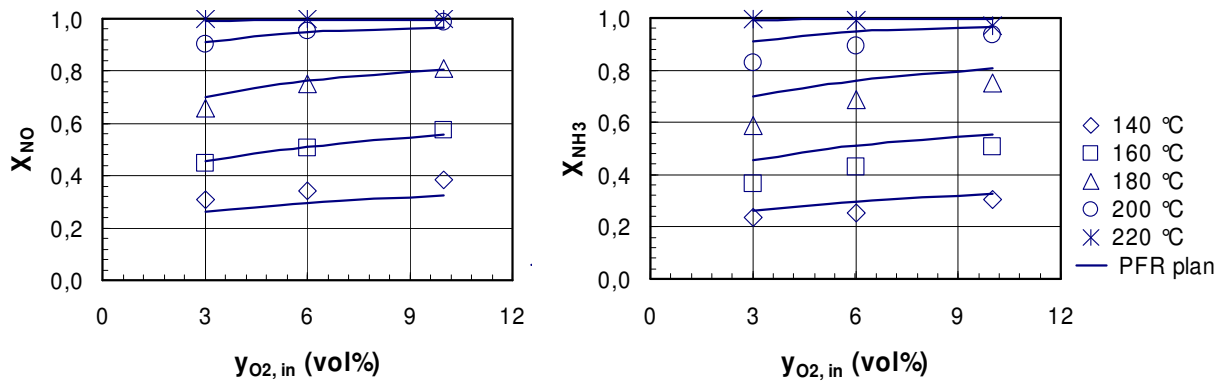 1,0
0,8
0,6
0,4
0,2
0,0
X_NO
0 3 6 9 12
y_O2, in (vol%)
1,0
0,8
0,6
0,4
0,2
0,0
X_NH3
0 3 6 9 12
y_O2, in (vol%)
140 °C
160 °C
180 °C
200 °C
220 °C
PFR plan